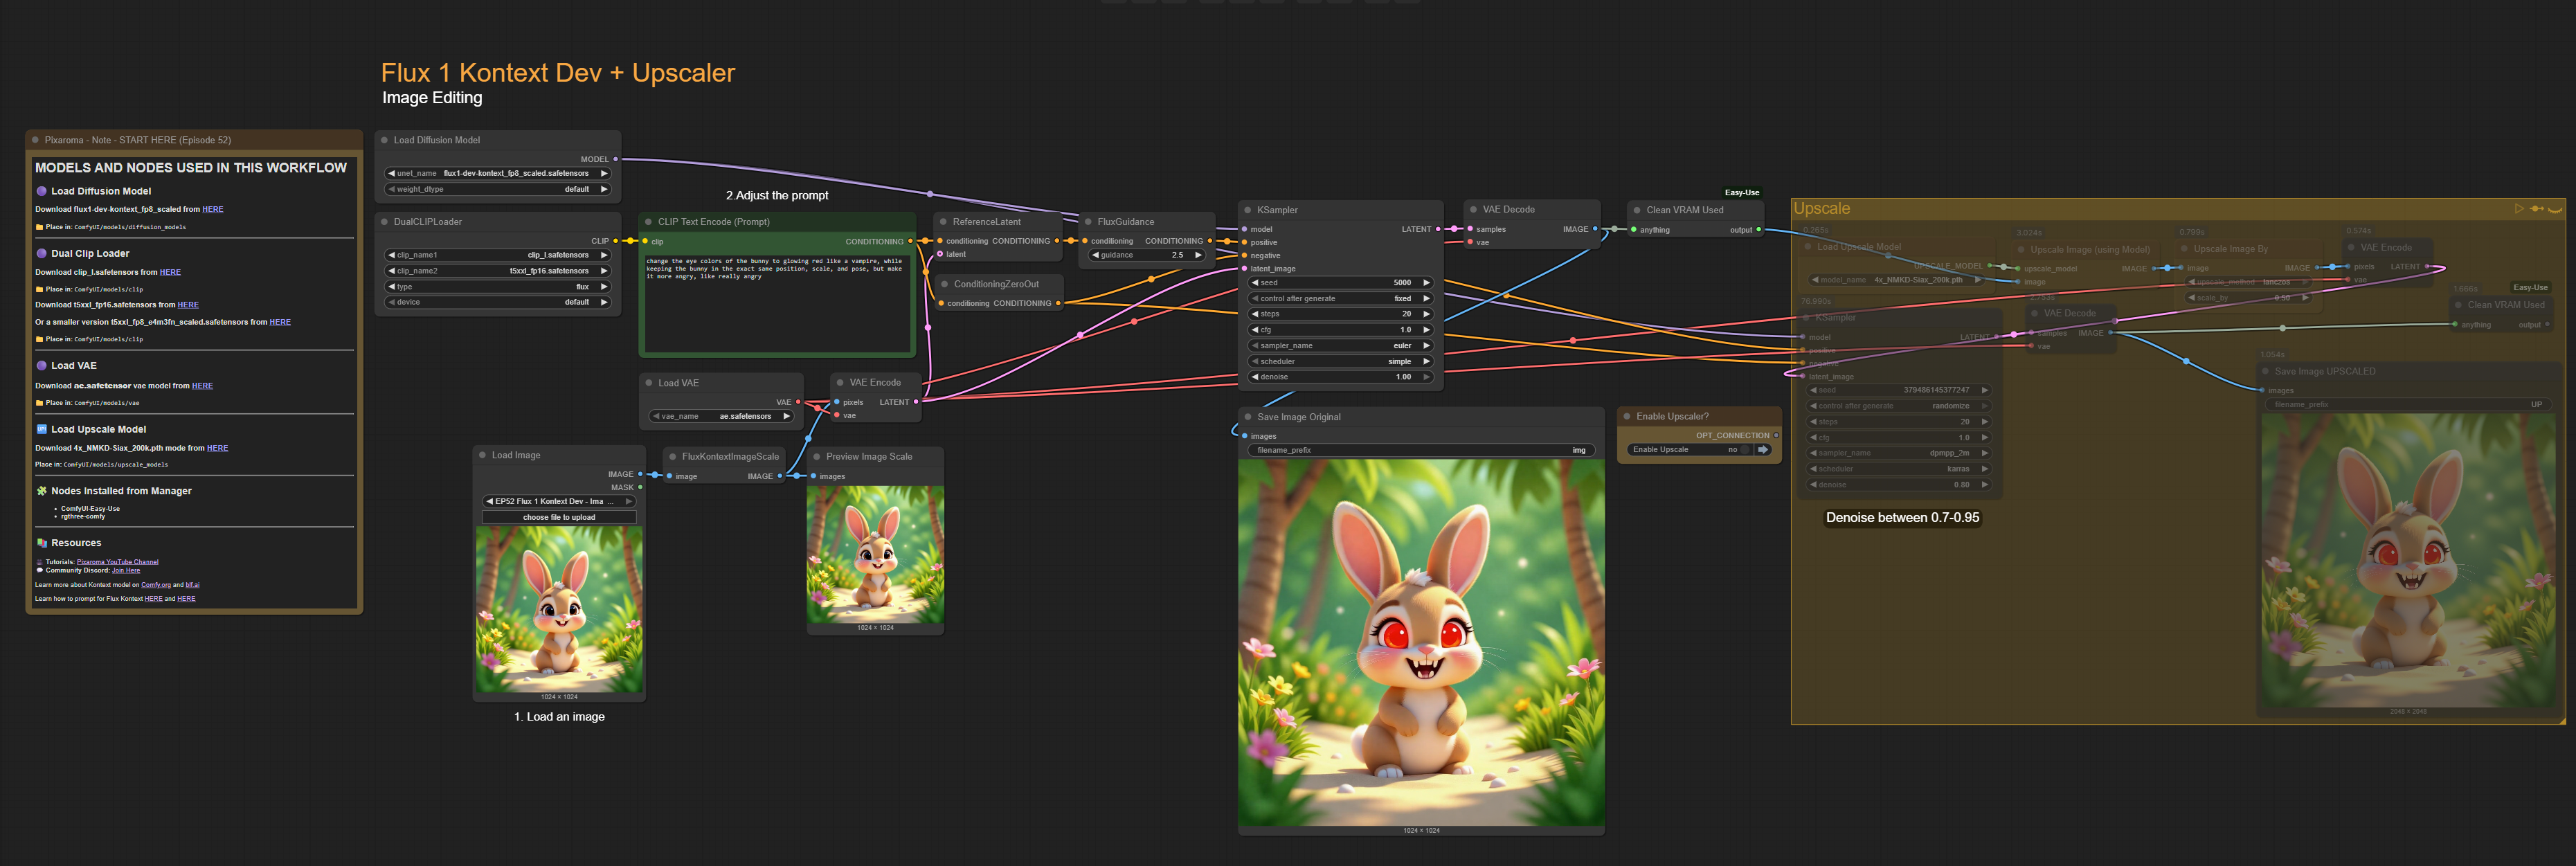 Flux 1 Kontext Dev + Upscaler
Image Editing
Pixaroma - Note - START HERE (Episode 52)
MODELS AND NODES USED IN THIS WORKFLOW
Load Diffusion Model
Download flux1-dev-kontext_fp8_scaled from HERE
Place in: ComfyUI/models/diffusion_models
Dual Clip Loader
Download clip_l.safetensors from HERE
Place in: ComfyUI/models/clip
Download t5xxl_fp16.safetensors from HERE
Or a smaller version t5xxl_fp8_e4m3fn_scaled.safetensors from HERE
Place in: ComfyUI/models/clip
Load VAE
Download ae.safetensor vae model from HERE
Place in: ComfyUI/models/vae
Load Upscale Model
Download 4x_NMKD-Siax_200k.pth mode from HERE
Place in: ComfyUI/models/upscale_models
Nodes Installed from Manager
ComfyUI-Easy-Use
rgthree-comfy
Resources
Tutorials: Pixaroma YouTube Channel
Community Discord: Join Here
Learn more about Kontext model on Comfy.org and blf.ai
Learn how to prompt for Flux Kontext HERE and HERE
Load Diffusion Model
MODEL
unet_name flux1-dev-kontext_fp8_scaled.safetensors
weight_dtype default
DualCLIPLoader
CLIP
clip_name1 clip_l.safetensors
clip_name2 t5xxl_fp16.safetensors
type flux
device default
2.Adjust the prompt
CLIP Text Encode (Prompt)
clip CONDITIONING
change the eye colors of the bunny to glowing red like a vampire, while
keeping the bunny in the exact same position, scale, and pose, but make
it more angry, like really angry
ReferenceLatent
conditioning CONDITIONING
latent
FluxGuidance
conditioning CONDITIONING
guidance 2.5
ConditioningZeroOut
conditioning CONDITIONING
Load VAE
VAE
vae_name ae.safetensors
VAE Encode
pixels LATENT
vae
Load Image
IMAGE
MASK
EP52 Flux 1 Kontext Dev - Ima ...
choose file to upload
1024 × 1024
1. Load an image
FluxKontextImageScale
image IMAGE
Preview Image Scale
images
1024 × 1024
KSampler
model LATENT
positive
negative
latent_image
seed 5000
control after generate fixed
steps 20
cfg 1.0
sampler_name euler
scheduler simple
denoise 1.00
VAE Decode
samples IMAGE
vae
Easy-Use
Clean VRAM Used
anything output
Save Image Original
images
filename_prefix img
1024 × 1024
Enable Upscaler?
OPT_CONNECTION
Enable Upscale no
Upscale
0.265s
Load Upscale Model
UPSCALE_MODEL
model_name 4x_NMKD-Siax_200k.pth
3.024s
Upscale Image (using Model)
upscale_model IMAGE
image
0.799s
Upscale Image By
image IMAGE
upscale_method lanczos
scale_by 0.50
0.574s
VAE Encode
pixels LATENT
vae
76.990s
KSampler
model LATENT
positive
negative
latent_image
seed 379486145377247
control after generate randomize
steps 20
cfg 1.0
sampler_name dpmpp_2m
scheduler karras
denoise 0.80
Denoise between 0.7-0.95
VAE Decode
samples IMAGE
vae
1.666s
Easy-Use
Clean VRAM Used
anything output
1.054s
Save Image UPSCALED
images
filename_prefix UP
2048 × 2048